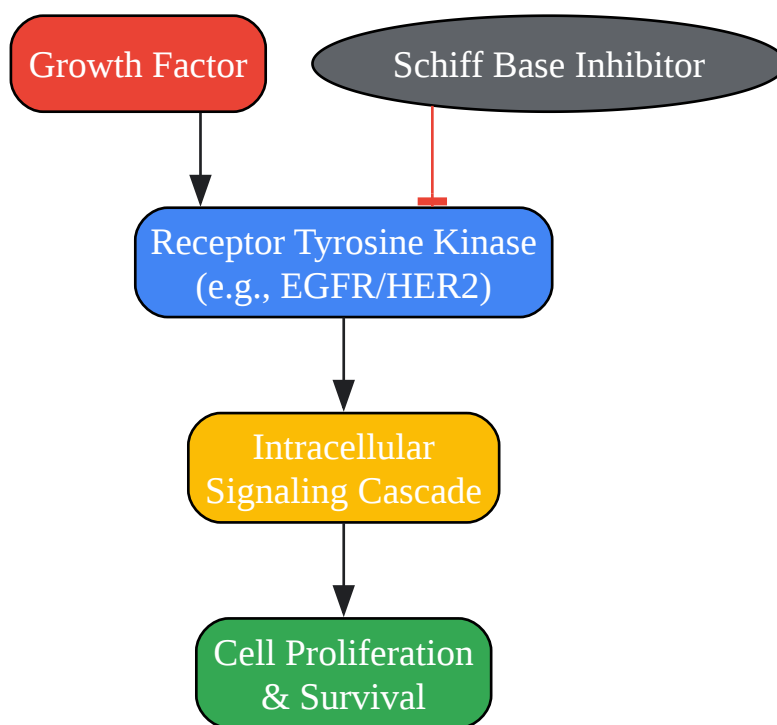 Growth Factor
Schiff Base Inhibitor
Receptor Tyrosine Kinase
(e.g., EGFR/HER2)
Intracellular
Signaling Cascade
Cell Proliferation
& Survival